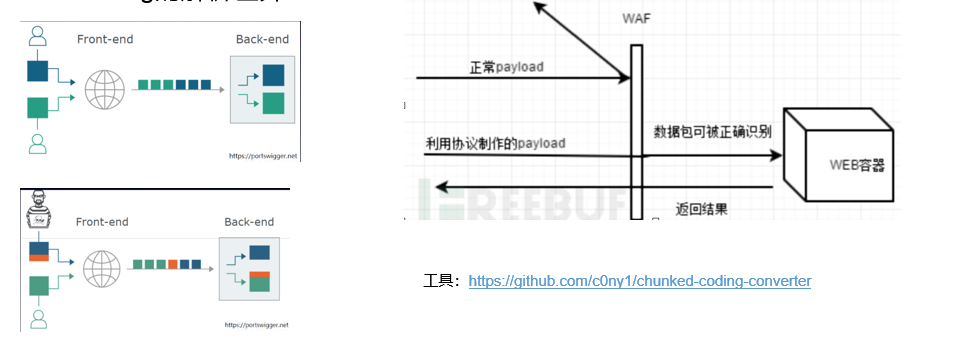 Front-end
Back-end
https://portswigger.net
Front-end
Back-end
https://portswigger.net
WAF
正常payload
利用协议制作的payload
数据包可被正确识别
WEB容器
返回结果
REEBUF
工具：https://github.com/c0ny1/chunked-coding-converter